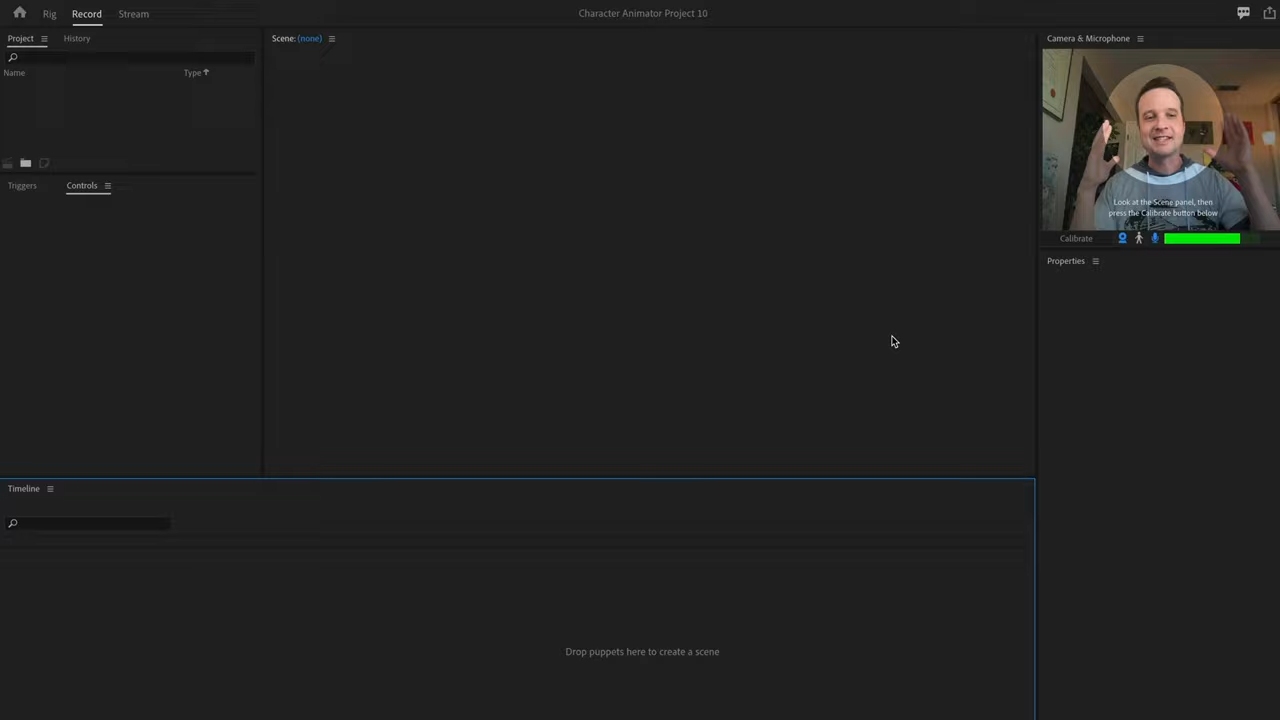 Rig
Record
Stream
Character Animator Project 10
Project
History
Scene: (none)
Camera & Microphone
Name
Type
Look at the Scene panel, then
press the Calibrate button below
Triggers
Controls
Calibrate
Properties
Timeline
Drop puppets here to create a scene